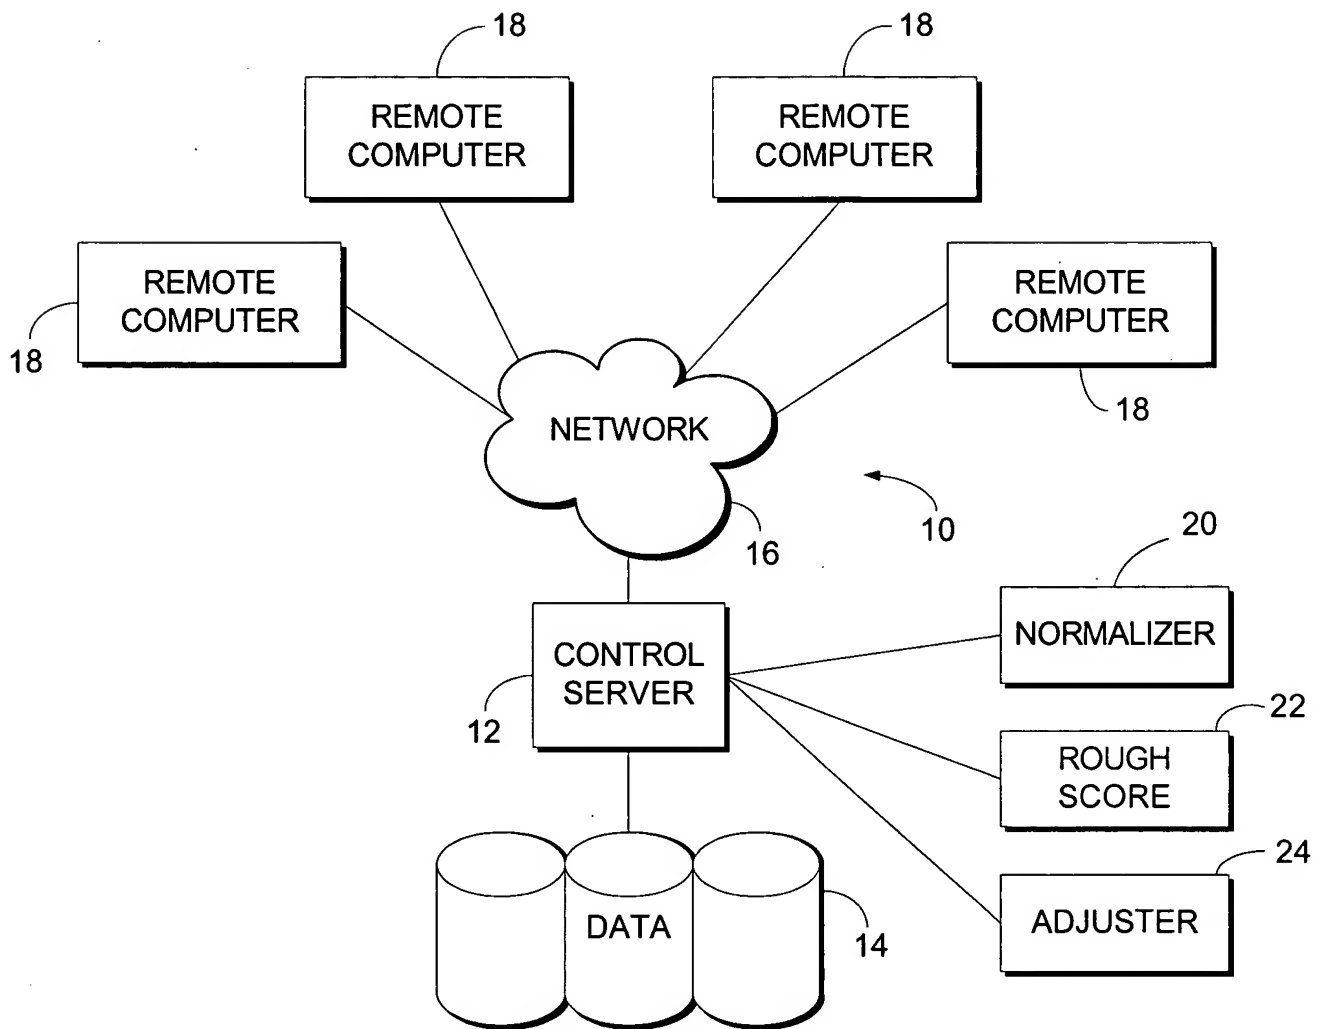 18
18
REMOTE
COMPUTER
REMOTE
COMPUTER
REMOTE
COMPUTER
REMOTE
COMPUTER
18
18
NETWORK
10
16
20
NORMALIZER
CONTROL
SERVER
12
22
ROUGH
SCORE
24
ADJUSTER
DATA
14